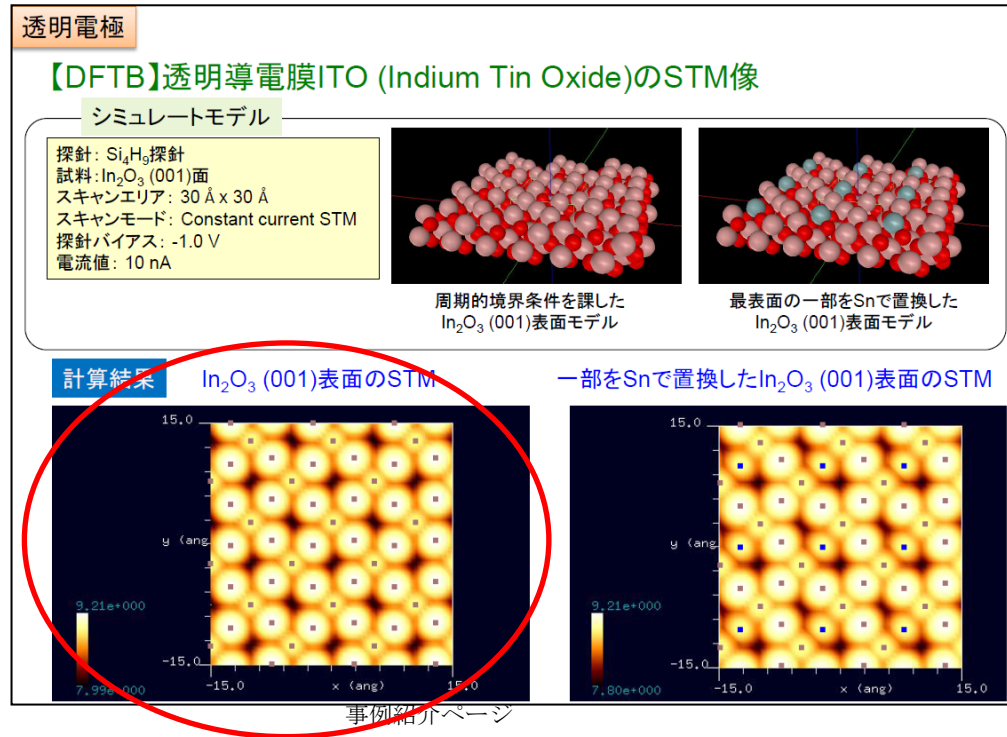 透明電極
【DFTB】透明導電膜ITO (Indium Tin Oxide)のSTM像
シミュレートモデル
探針: Si₄H₉探針
試料:In₂O₃ (001)面
スキャンエリア: 30 Å x 30 Å
スキャンモード: Constant current STM
探針バイアス: -1.0 V
電流値: 10 nA
周期的境界条件を課した
In₂O₃ (001)表面モデル
最表面の一部をSnで置換した
In₂O₃ (001)表面モデル
計算結果
In₂O₃ (001)表面のSTM
15.0
y (ang
9.21e+000
7.99e+000
-15.0
-15.0
x (ang)
15.0
一部をSnで置換したIn₂O₃ (001)表面のSTM
15.0
y (ang
9.21e+000
7.80e+000
-15.0
-15.0
x (ang)
15.0
事例紹介ページ